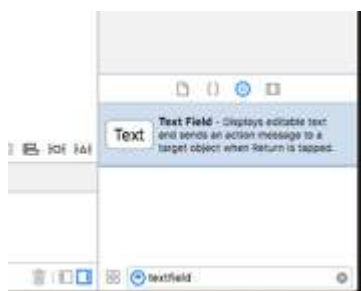 Text
Text Field - Displays editable text
and sends an action message to a
target object when Return is tapped.
textfield